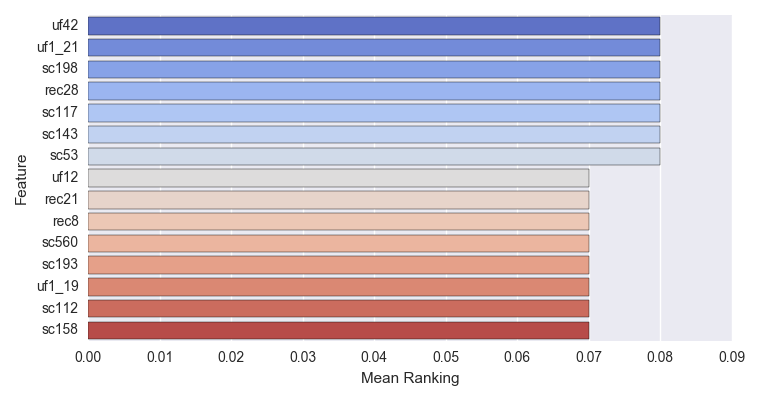 uf42
uf1_21
sc198
rec28
sc117
sc143
sc53
uf12
rec21
rec8
sc560
sc193
uf1_19
sc112
sc158
Feature
0.00 0.01 0.02 0.03 0.04 0.05 0.06 0.07 0.08 0.09
Mean Ranking